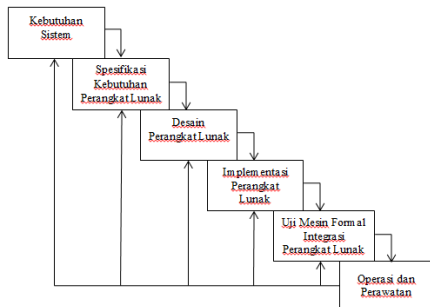 Kebutuhan
Sistem
Spesifikasi
Kebutuhan
Perangkat Lunak
Desain
Perangkat Lunak
Implementasi
Perangkat
Lunak
Uji Mesin Formal
Integrasi
Perangkat Lunak
Operasi dan
Perawatan